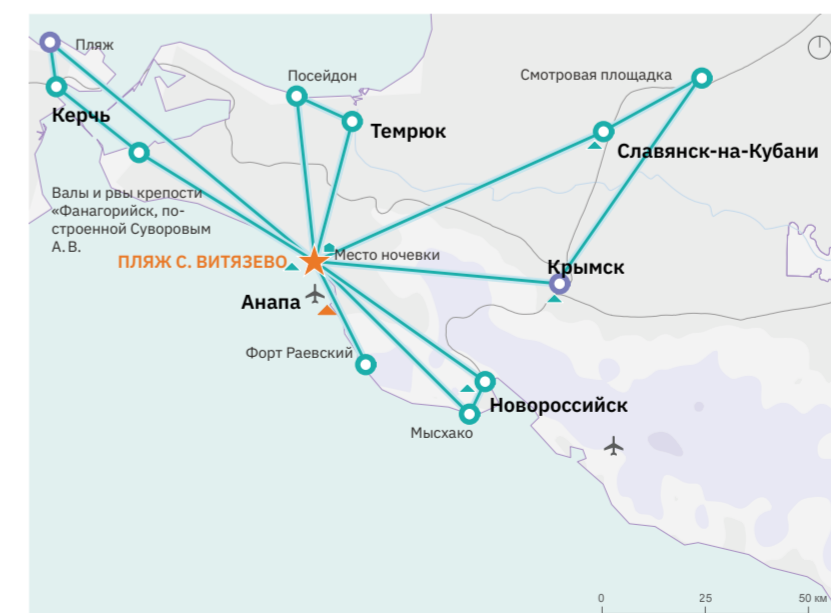 Пляж
Керчь
Посейдон
Темрюк
Смотровая площадка
Славянск-на-Кубани
Валы и рвы крепости
«Фанагорийск, по-
строенной Суворовым
А. В.
ПЛЯЖ С. ВИТЯЗЕВО
Место ночевки
Крымск
Анапа
Форт Раевский
Новороссийск
Мысхако
0 25 50 км